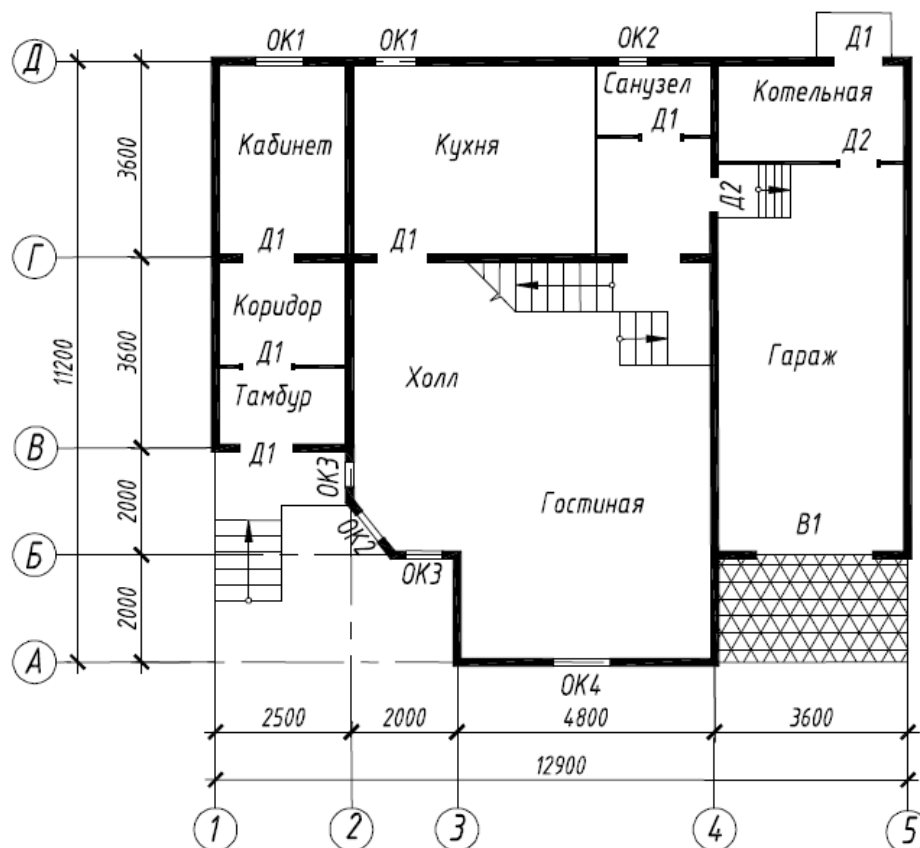 ОК1
ОК1
ОК2
Д1
Д
Санузел
Котельная
Кабинет
Кухня
Д1
Д2
3600
Д2
Г
Д1
Д1
Коридор
11200
3600
Д1
Холл
Гараж
Тамбур
В
Д1
ОК3
2000
Гостиная
В1
ОК2
Б
ОК3
2000
А
ОК4
2500
2000
4800
3600
12900
1
2
3
4
5